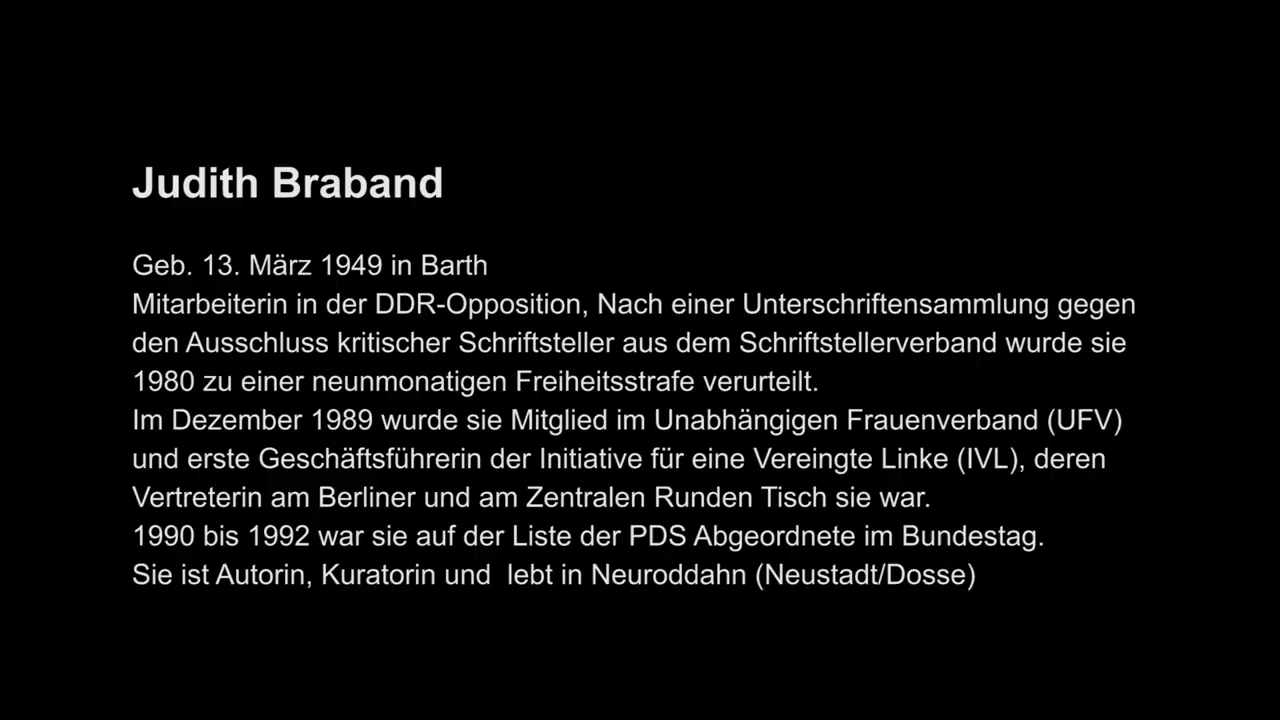 Judith Braband
Geb. 13. März 1949 in Barth
Mitarbeiterin in der DDR-Opposition, Nach einer Unterschriftensammlung gegen
den Ausschluss kritischer Schriftsteller aus dem Schriftstellerverband wurde sie
1980 zu einer neunmonatigen Freiheitsstrafe verurteilt.
Im Dezember 1989 wurde sie Mitglied im Unabhängigen Frauenverband (UFV)
und erste Geschäftsführerin der Initiative für eine Vereingte Linke (IVL), deren
Vertreterin am Berliner und am Zentralen Runden Tisch sie war.
1990 bis 1992 war sie auf der Liste der PDS Abgeordnete im Bundestag.
Sie ist Autorin, Kuratorin und  lebt in Neuroddahn (Neustadt/Dosse)